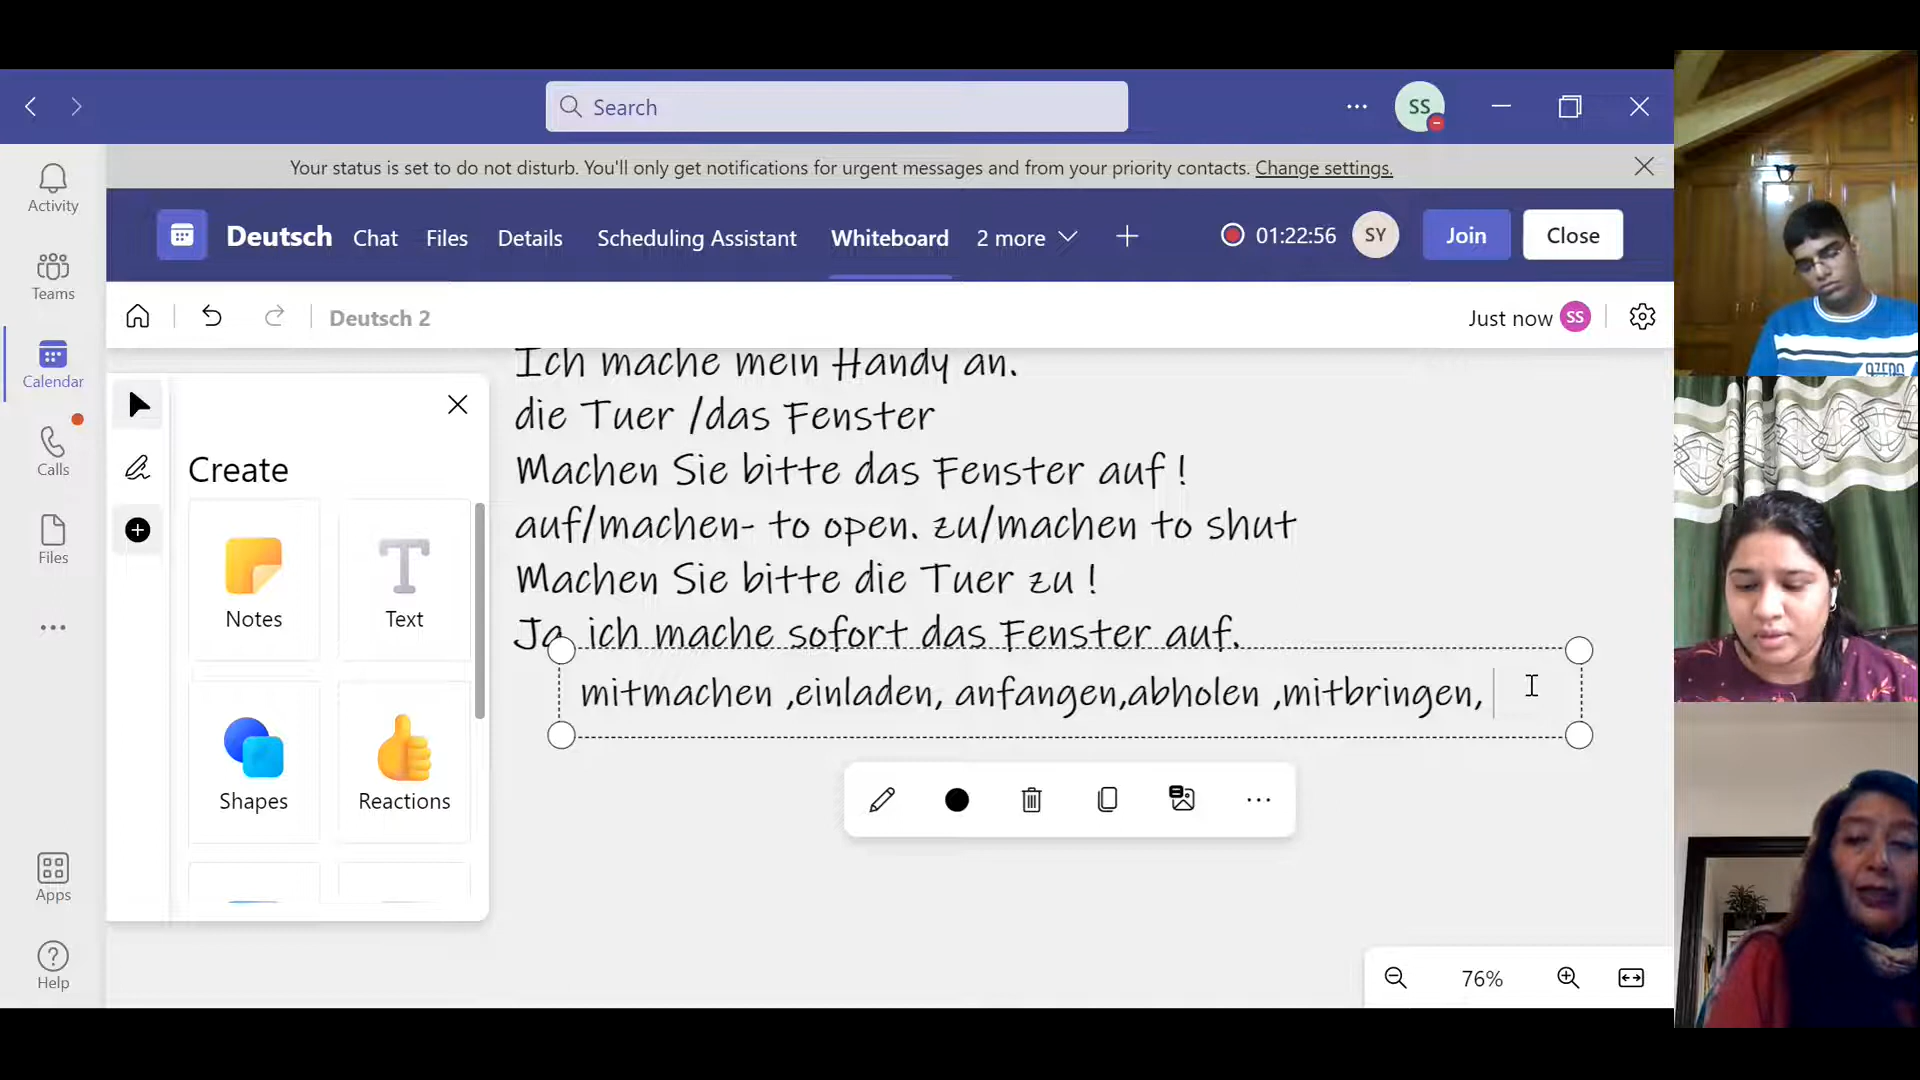 Search
SS
Your status is set to do not disturb. You'll only get notifications for urgent messages and from your priority contacts. Change settings.
Activity
Teams
Calendar
Calls
Files
Apps
Help
Deutsch Chat Files Details Scheduling Assistant Whiteboard 2 more 01:22:56 SY Join Close
Deutsch 2
Just now SS
Create
Notes
Text
Shapes
Reactions
Ich mache mein Handy an.
die Tuer /das Fenster
Machen Sie bitte das Fenster auf !
auf/machen- to open. zu/machen to shut
Machen Sie bitte die Tuer zu !
Ja ich mache sofort das Fenster auf.
mitmachen ,einladen, anfangen,abholen ,mitbringen,
76%